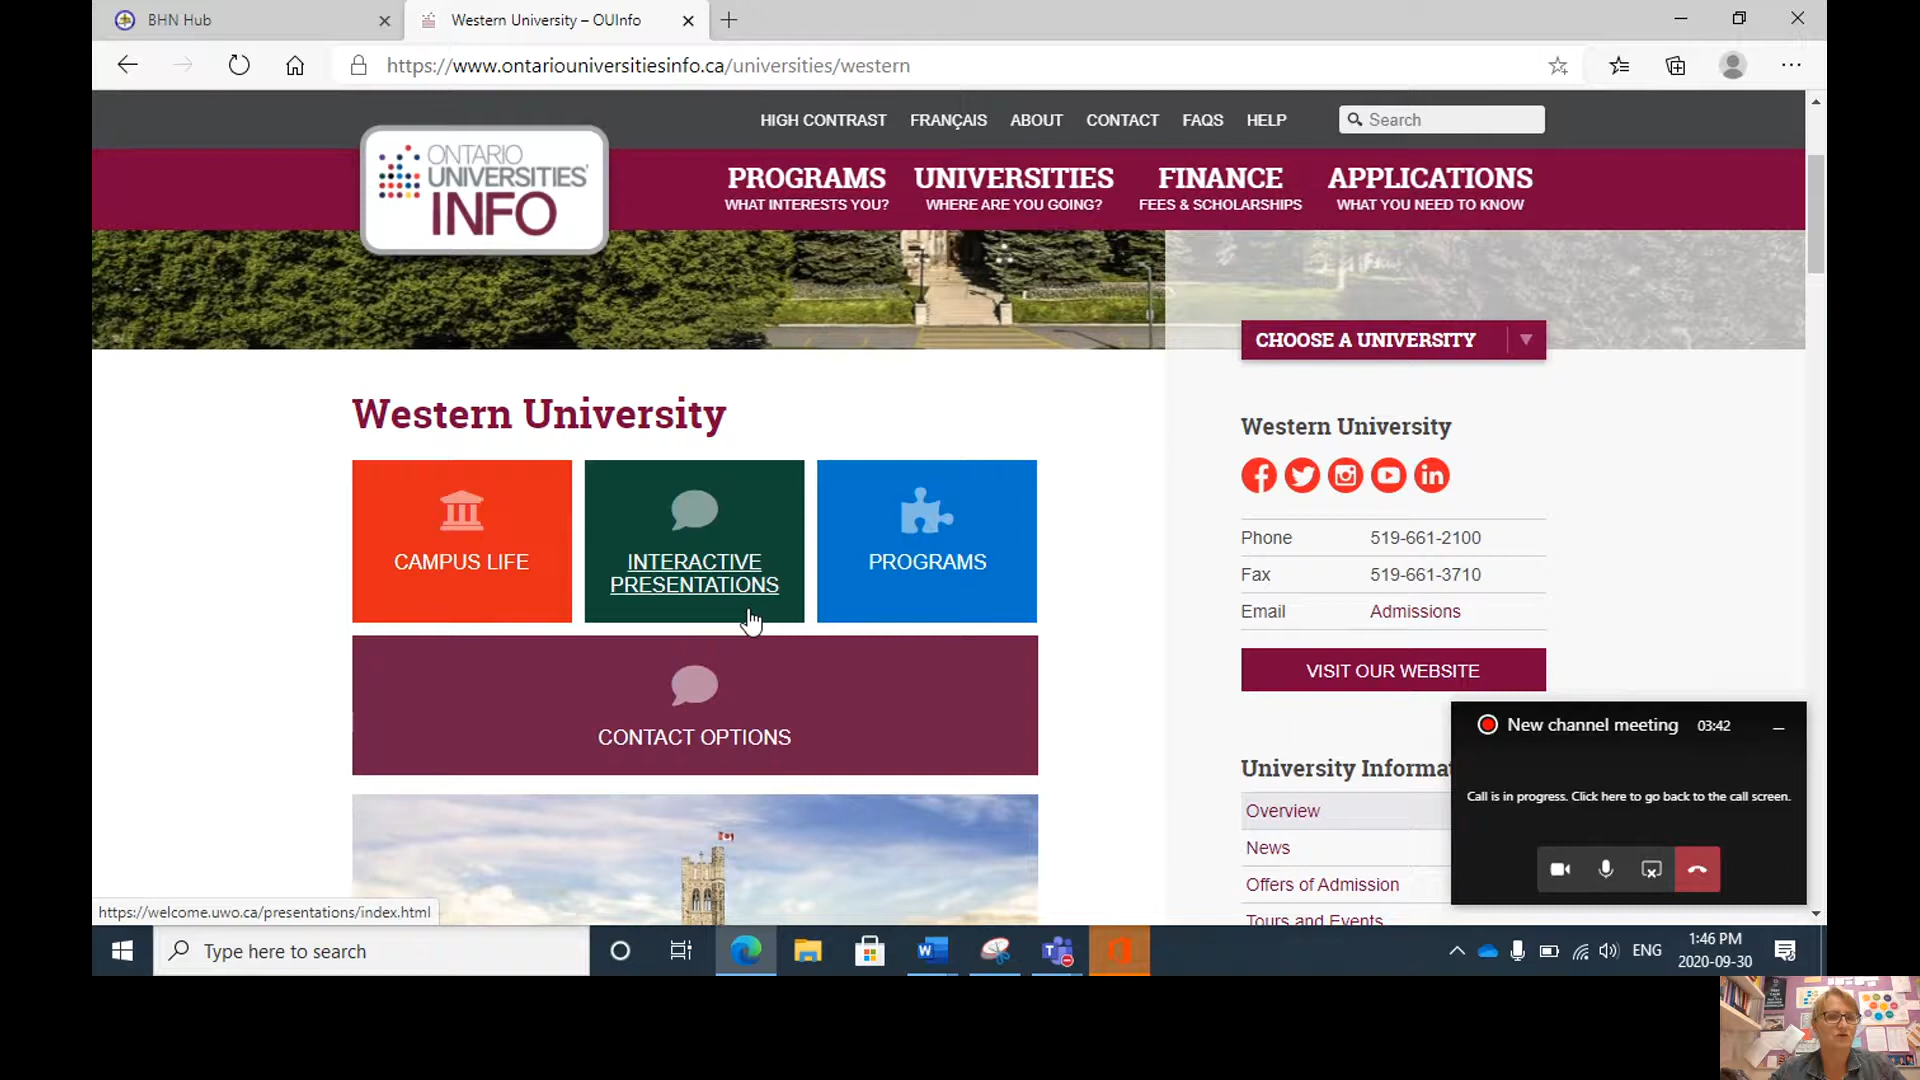 BHN Hub
Western University – OUInfo
https://www.ontariouniversitiesinfo.ca/universities/western
HIGH CONTRAST FRANÇAIS ABOUT CONTACT FAQS HELP
Search
ONTARIO
UNIVERSITIES'
INFO
PROGRAMS
WHAT INTERESTS YOU?
UNIVERSITIES
WHERE ARE YOU GOING?
FINANCE
FEES & SCHOLARSHIPS
APPLICATIONS
WHAT YOU NEED TO KNOW
CHOOSE A UNIVERSITY
Western University
CAMPUS LIFE
INTERACTIVE
PRESENTATIONS
PROGRAMS
CONTACT OPTIONS
Western University
Phone 519-661-2100
Fax 519-661-3710
Email Admissions
VISIT OUR WEBSITE
University Informa
Overview
News
Offers of Admission
Tours and Events
New channel meeting 03:42
Call is in progress. Click here to go back to the call screen.
https://welcome.uwo.ca/presentations/index.html
Type here to search
ENG
1:46 PM
2020-09-30